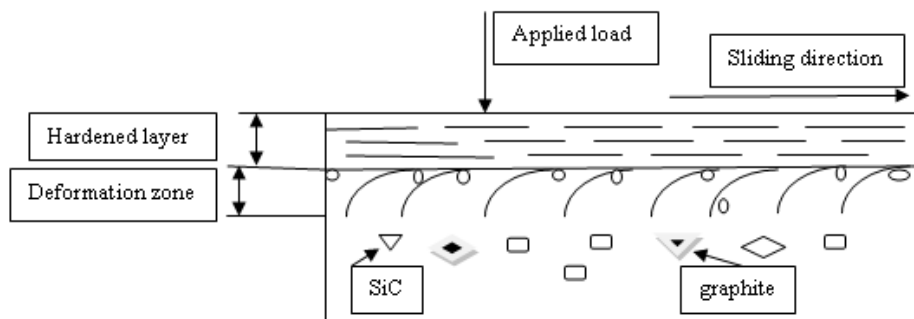 Applied load
Sliding direction
Hardened layer
Deformation zone
SiC
graphite